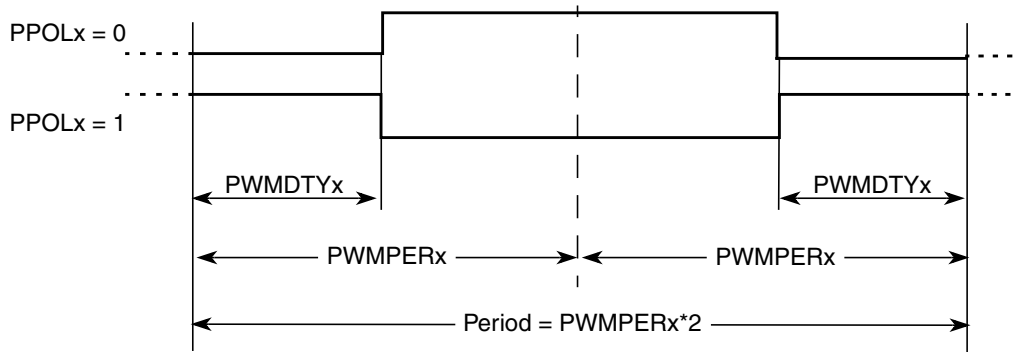 PPOLx = 0
PPOLx = 1
PWMDTYx
PWMDTYx
PWMPERx
PWMPERx
Period = PWMPERx*2